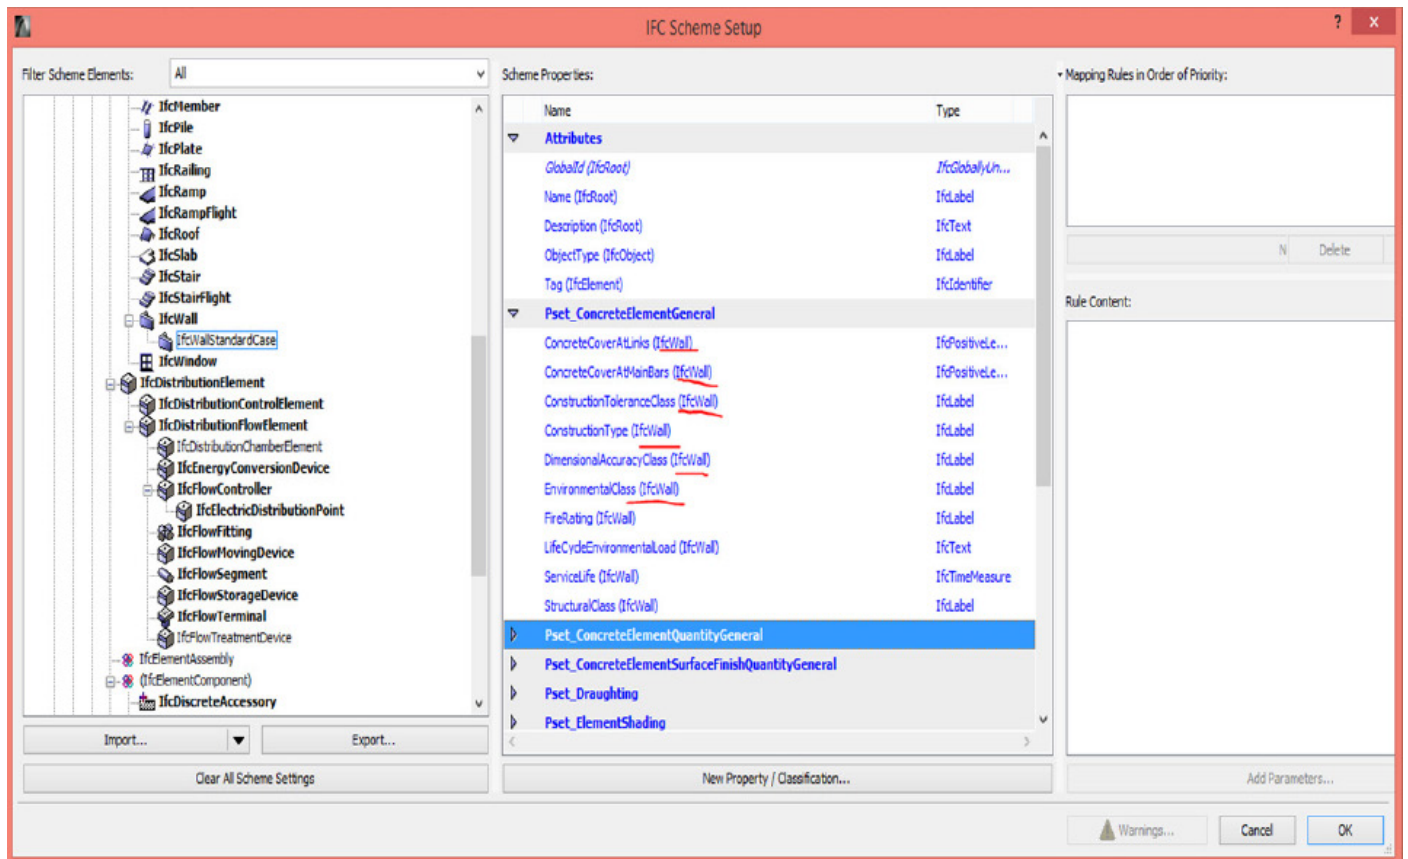 IFC Scheme Setup
? x
Filter Scheme Elements: All
IfcMember
IfcPile
IfcPlate
IfcRailing
IfcRamp
IfcRampFlight
IfcRoof
IfcSlab
IfcStair
IfcStairFlight
IfcWall
IfcWallStandardCase
IfcWindow
IfcDistributionElement
IfcDistributionControlElement
IfcDistributionFlowElement
IfcDistributionChamberElement
IfcEnergyConversionDevice
IfcFlowController
IfcElectricDistributionPoint
IfcFlowFitting
IfcFlowMovingDevice
IfcFlowSegment
IfcFlowStorageDevice
IfcFlowTerminal
IfcFlowTreatmentDevice
IfcElementAssembly
(IfcElementComponent)
IfcDiscreteAccessory
Import... Export...
Clear All Scheme Settings
Scheme Properties:
Name Type
Attributes
GlobalId (IfcRoot) IfcGloballyUn...
Name (IfcRoot) IfcLabel
Description (IfcRoot) IfcText
ObjectType (IfcObject) IfcLabel
Tag (IfcElement) IfcIdentifier
Pset_ConcreteElementGeneral
ConcreteCoverAtLinks (IfcWall) IfcPositiveLe...
ConcreteCoverAtMainBars (IfcWall) IfcPositiveLe...
ConstructionToleranceClass (IfcWall) IfcLabel
ConstructionType (IfcWall) IfcLabel
DimensionalAccuracyClass (IfcWall) IfcLabel
EnvironmentalClass (IfcWall) IfcLabel
FireRating (IfcWall) IfcLabel
LifeCycleEnvironmentalLoad (IfcWall) IfcText
ServiceLife (IfcWall) IfcTimeMeasure
StructuralClass (IfcWall) IfcLabel
Pset_ConcreteElementQuantityGeneral
Pset_ConcreteElementSurfaceFinishQuantityGeneral
Pset_Draughting
Pset_ElementShading
New Property / Classification...
Mapping Rules in Order of Priority:
N Delete
Rule Content:
Add Parameters...
Warnings... Cancel OK